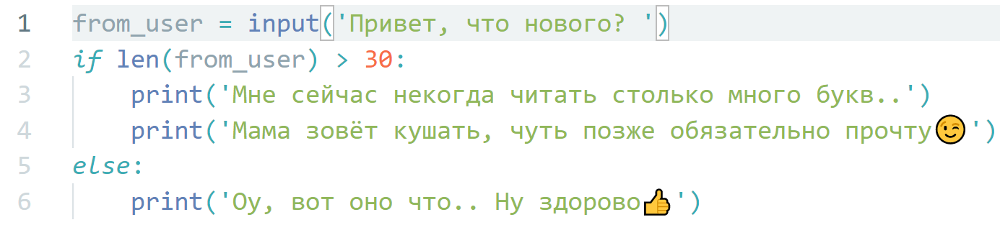 1 from_user = input('Привет, что нового? ')
2 if len(from_user) > 30:
3     print('Мне сейчас некогда читать столько много букв..')
4     print('Мама зовёт кушать, чуть позже обязательно прочту😉')
5 else:
6     print('Оу, вот оно что.. Ну здорово👍')